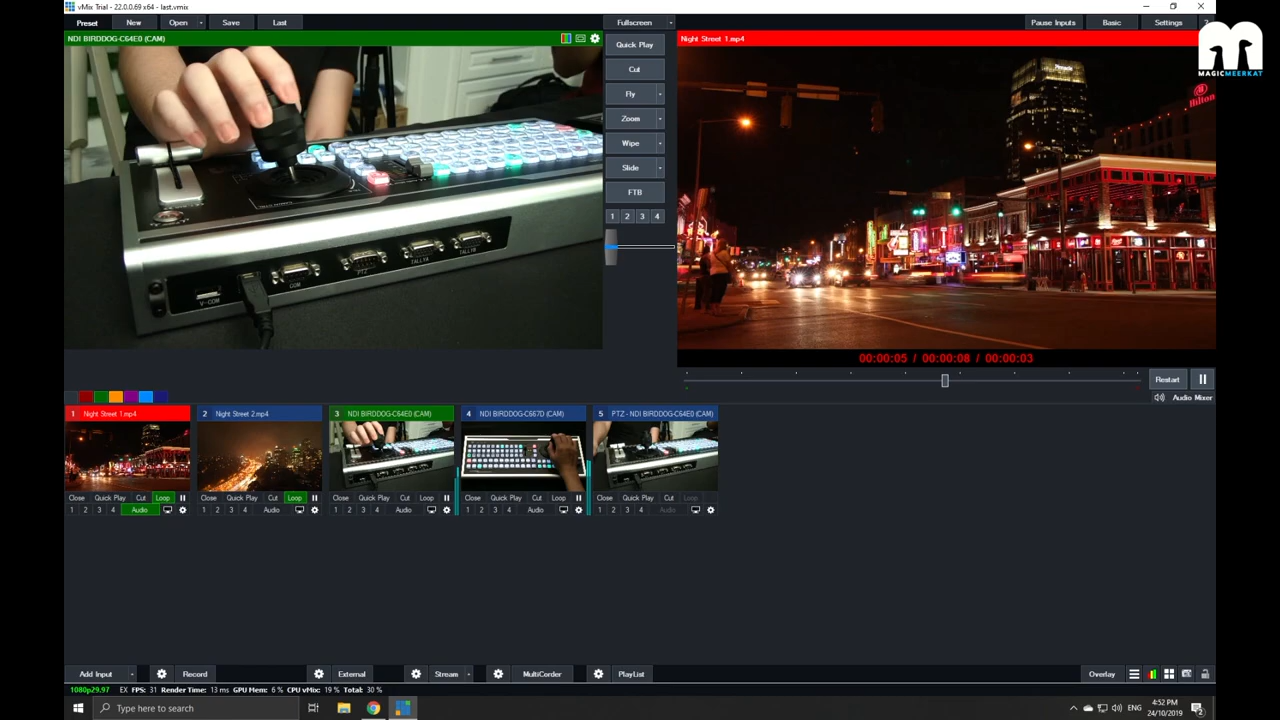 vMix Trial - 22.0.0.69 x64 - last.vmix
Preset New Open Save Last Fullscreen Pause Inputs Basic Settings ?
MAGICMEERKAT
NDI BIRDDOG-C64E0 (CAM)
Night Street 1.mp4
Quick Play
Cut
Fly
Zoom
Wipe
Slide
FTB
1 2 3 4
Hilton
V-COM
COM
PTZ
TALLYA
TALLYB
00:00:05 / 00:00:08 / 00:00:03
Restart
Audio Mixer
1 Night Street 1.mp4 2 Night Street 2.mp4 3 NDI BIRDDOG-C64E0 (CAM) 4 NDI BIRDDOG-C667D (CAM) 5 PTZ - NDI BIRDDOG-C64E0 (CAM)
Close Quick Play Cut Loop Close Quick Play Cut Loop Close Quick Play Cut Loop Close Quick Play Cut Loop Close Quick Play Cut Loop
1 2 3 4 Audio 1 2 3 4 Audio 1 2 3 4 Audio 1 2 3 4 Audio 1 2 3 4 Audio
Add Input Record External Stream MultiCorder PlayList Overlay
1080p29.97 EX FPS: 31 Render Time: 13 ms GPU Mem: 6 % CPU vMix: 19 % Total: 30 %
Type here to search
ENG
4:52 PM
24/10/2019
2